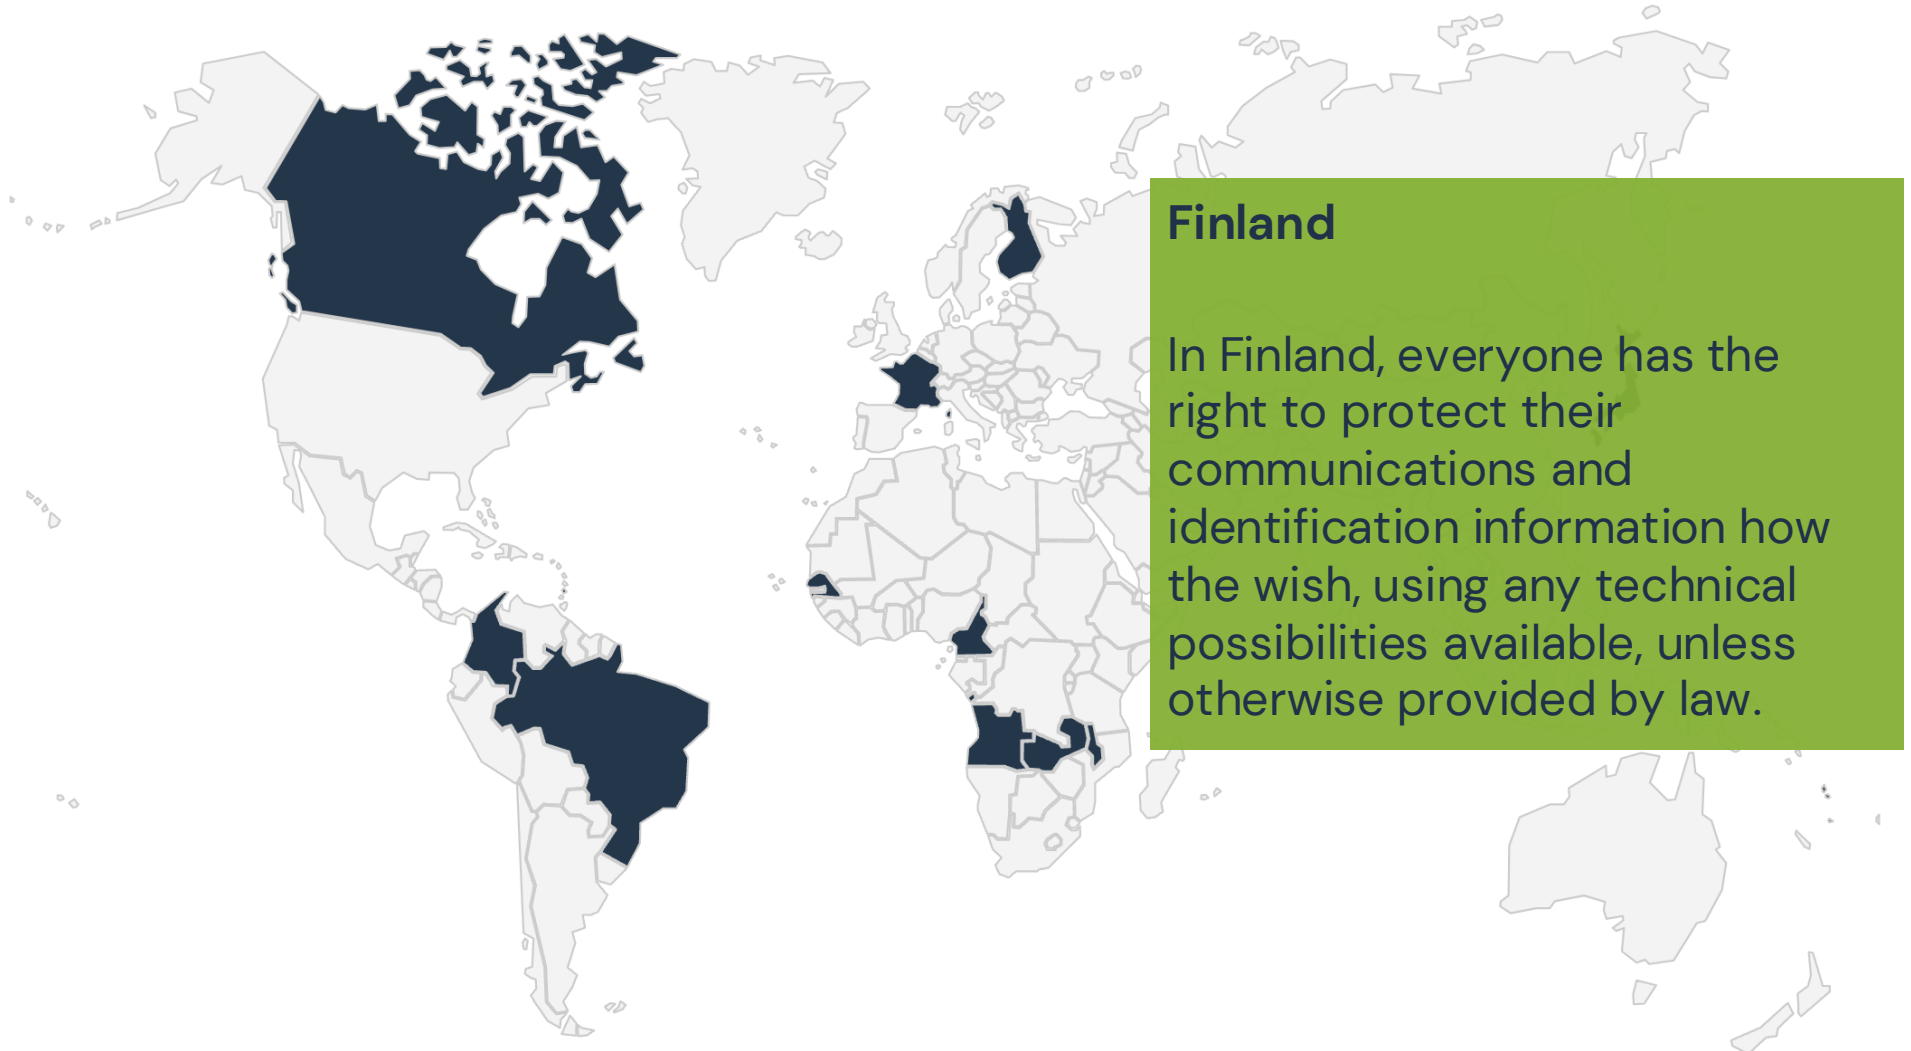 Finland
In Finland, everyone has the
right to protect their
communications and
identification information how
the wish, using any technical
possibilities available, unless
otherwise provided by law.